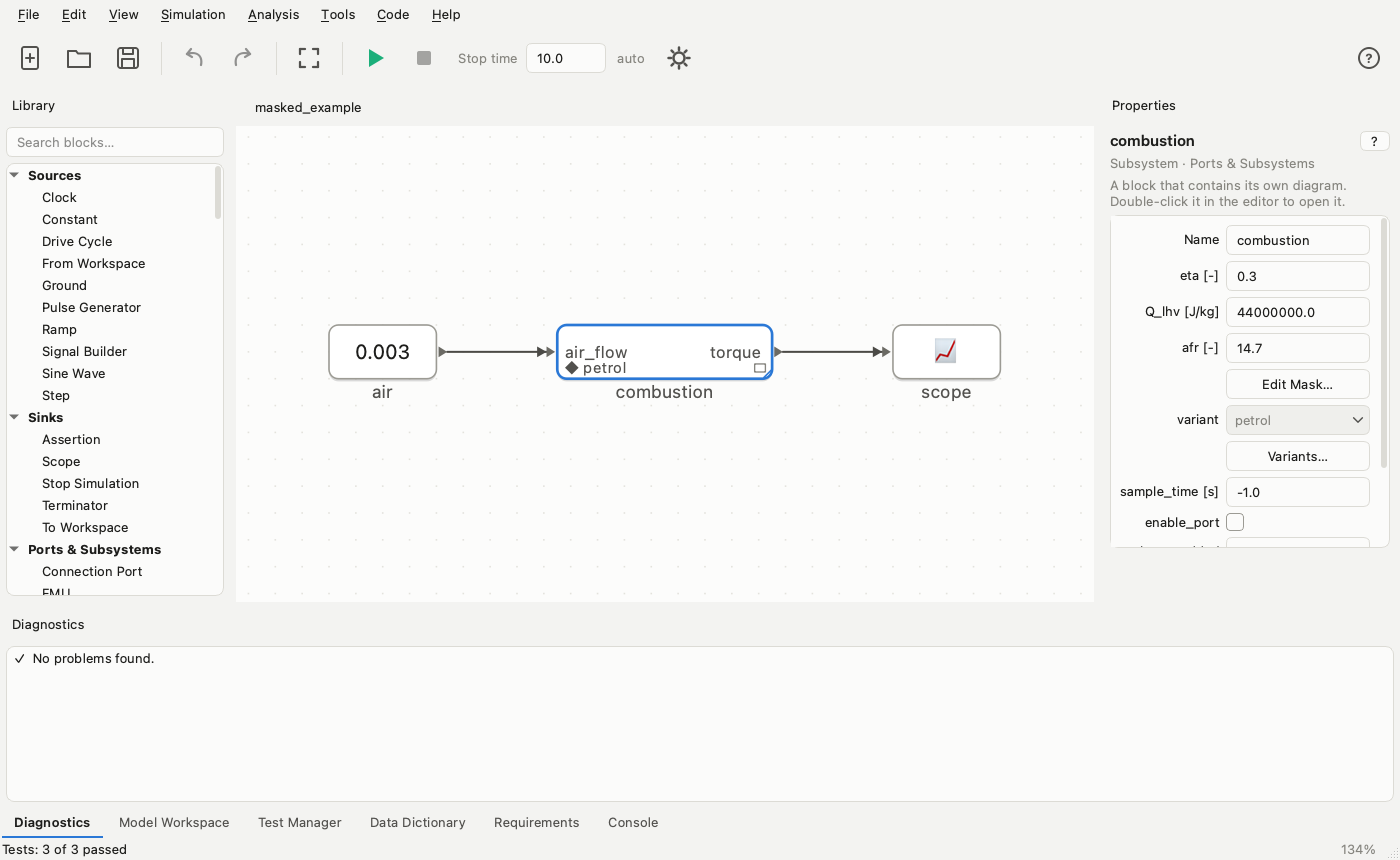 File Edit View Simulation Analysis Tools Code Help
Stop time 10.0 auto
?
Library
Search blocks...
Sources
Clock
Constant
Drive Cycle
From Workspace
Ground
Pulse Generator
Ramp
Signal Builder
Sine Wave
Step
Sinks
Assertion
Scope
Stop Simulation
Terminator
To Workspace
Ports & Subsystems
Connection Port
FMU
masked_example
0.003
air
air_flow torque
petrol
combustion
scope
Properties
combustion ?
Subsystem · Ports & Subsystems
A block that contains its own diagram.
Double-click it in the editor to open it.
Name combustion
eta [-] 0.3
Q_lhv [J/kg] 44000000.0
afr [-] 14.7
Edit Mask...
variant petrol
Variants...
sample_time [s] -1.0
enable_port
Diagnostics
✓ No problems found.
Diagnostics Model Workspace Test Manager Data Dictionary Requirements Console
Tests: 3 of 3 passed 134%